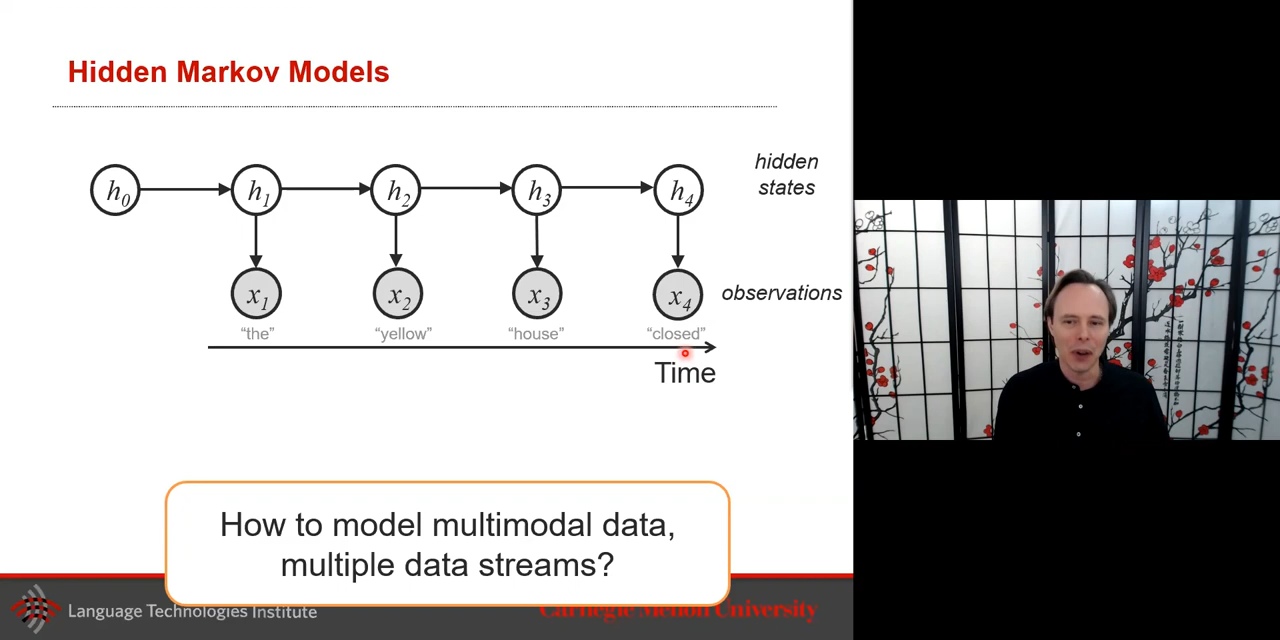 Hidden Markov Models
h0 h1 h2 h3 h4
hidden
states
x1 x2 x3 x4
observations
“the” “yellow” “house” “closed”
Time
How to model multimodal data,
multiple data streams?
Language Technologies Institute
Carnegie Mellon University